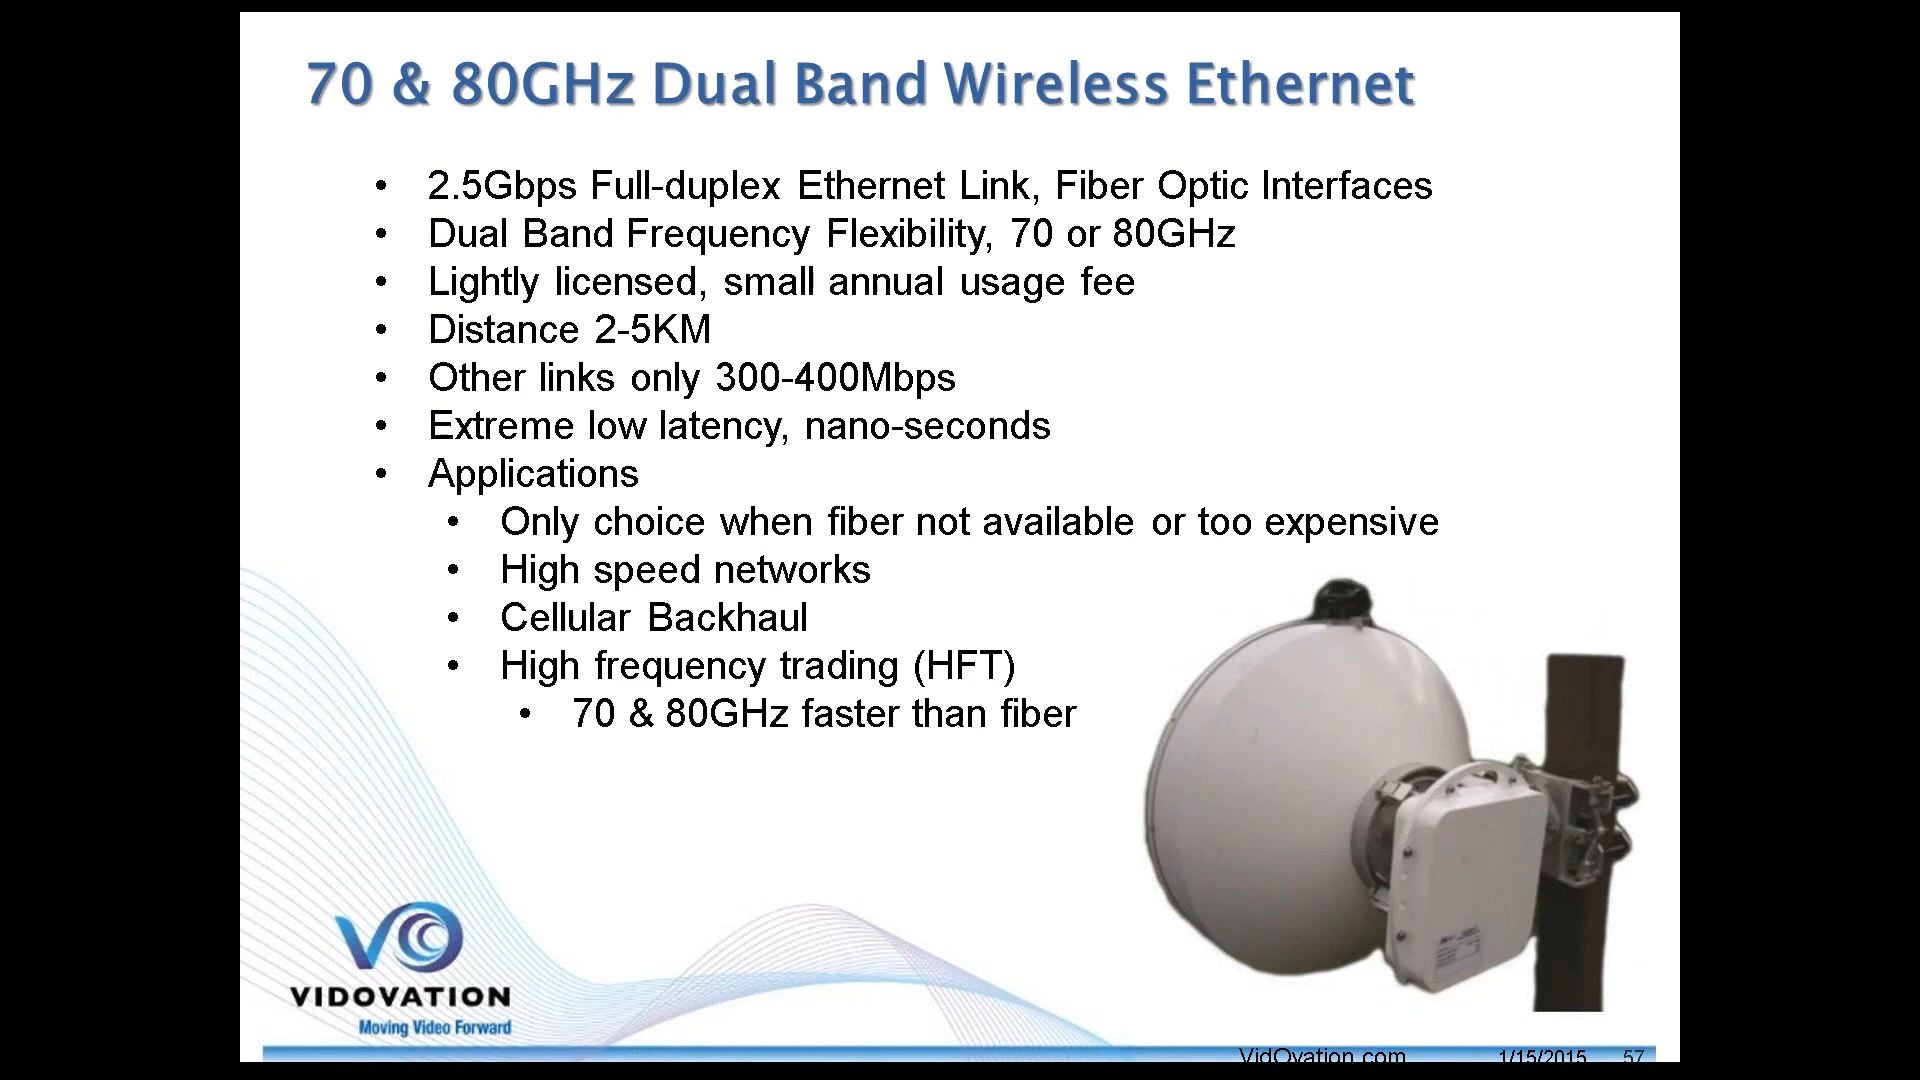 70 & 80GHz Dual Band Wireless Ethernet
• 2.5Gbps Full-duplex Ethernet Link, Fiber Optic Interfaces
• Dual Band Frequency Flexibility, 70 or 80GHz
• Lightly licensed, small annual usage fee
• Distance 2-5KM
• Other links only 300-400Mbps
• Extreme low latency, nano-seconds
• Applications
• Only choice when fiber not available or too expensive
• High speed networks
• Cellular Backhaul
• High frequency trading (HFT)
• 70 & 80GHz faster than fiber
VIDOVATION
Moving Video Forward
VidOvation.com 1/15/2015 57